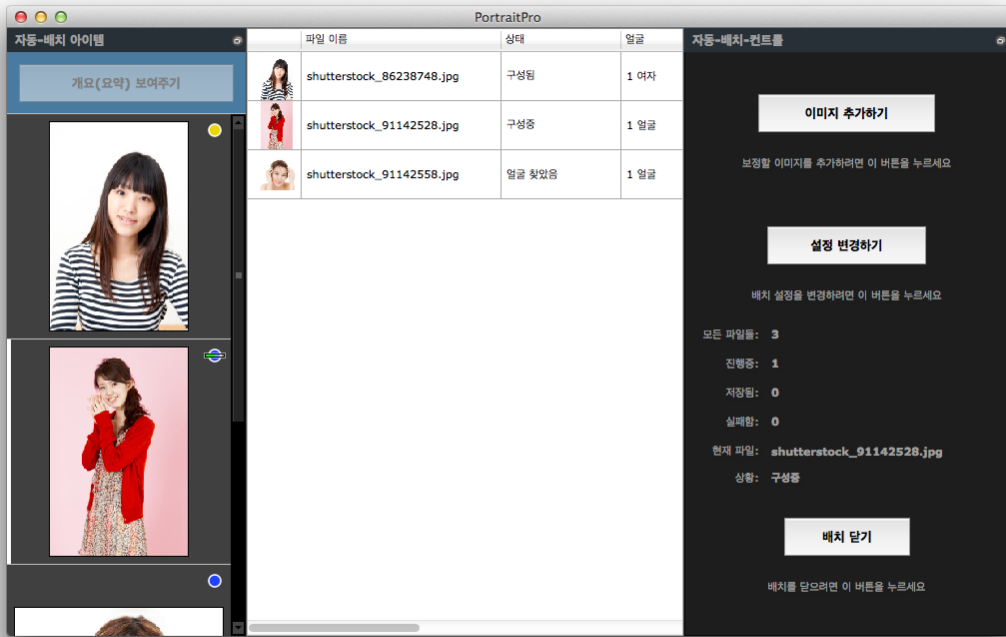 PortraitPro
자동-배치 아이템
개요(요약) 보여주기
파일 이름 상태 얼굴
shutterstock_86238748.jpg 구성됨 1 여자
shutterstock_91142528.jpg 구성중 1 얼굴
shutterstock_91142558.jpg 얼굴 찾았음 1 얼굴
자동-배치-컨트롤
이미지 추가하기
보정할 이미지를 추가하려면 이 버튼을 누르세요
설정 변경하기
배치 설정을 변경하려면 이 버튼을 누르세요
모든 파일들: 3
진행중: 1
저장됨: 0
실패함: 0
현재 파일: shutterstock_91142528.jpg
상황: 구성중
배치 닫기
배치를 닫으려면 이 버튼을 누르세요